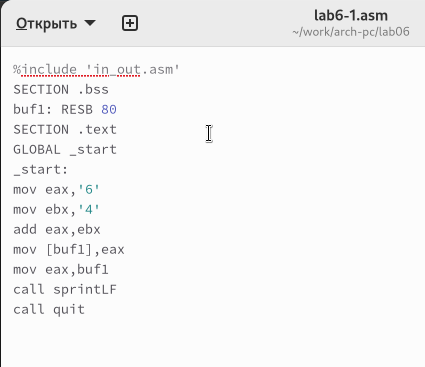 Открыть
lab6-1.asm
~/work/arch-pc/lab06
%include 'in_out.asm'
SECTION .bss
buf1: RESB 80
SECTION .text
GLOBAL _start
_start:
mov eax,'6'
mov ebx,'4'
add eax,ebx
mov [buf1],eax
mov eax,buf1
call sprintLF
call quit